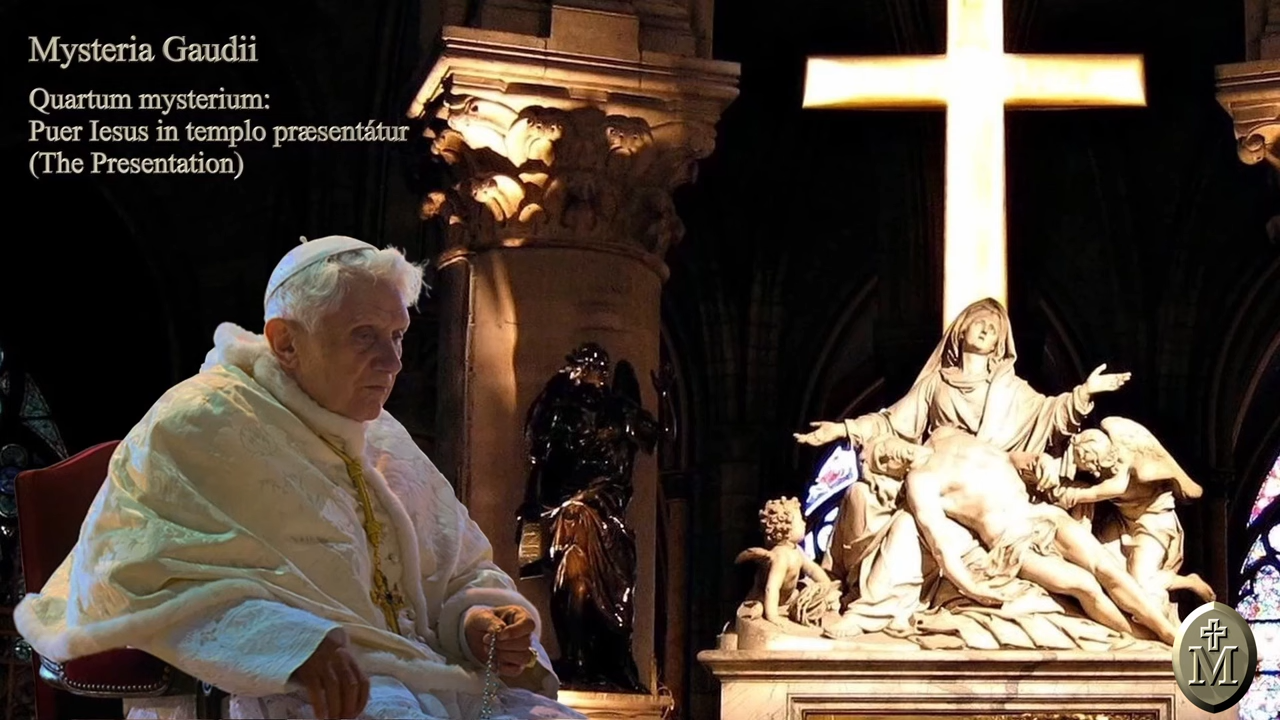 Mysteria Gaudii
Quartum mysterium:
Puer Iesus in templo præsentátur
(The Presentation)
M